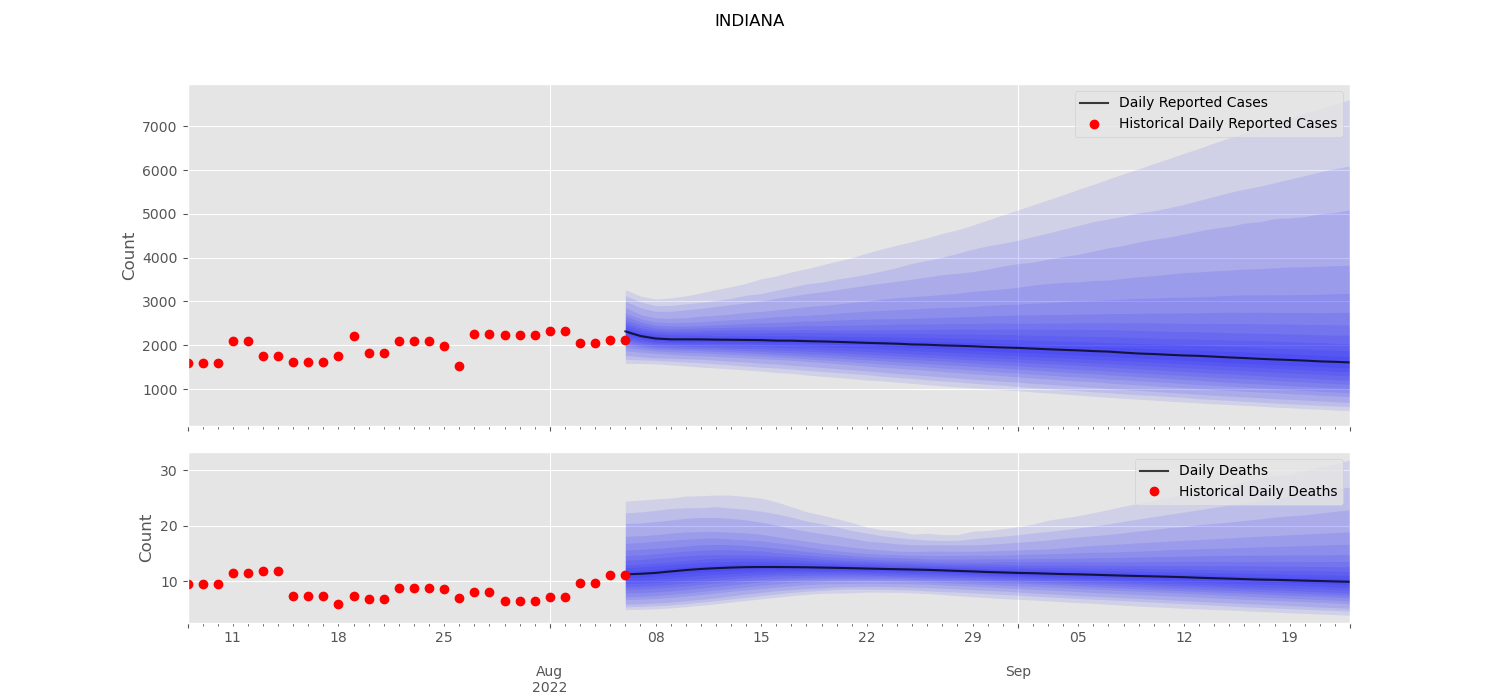 INDIANA
Daily Reported Cases
Historical Daily Reported Cases
7000
6000
5000
4000
3000
2000
1000
Count
Daily Deaths
Historical Daily Deaths
30
20
10
Count
11 18 25 08 15 22 29 05 12 19
Aug Sep
2022